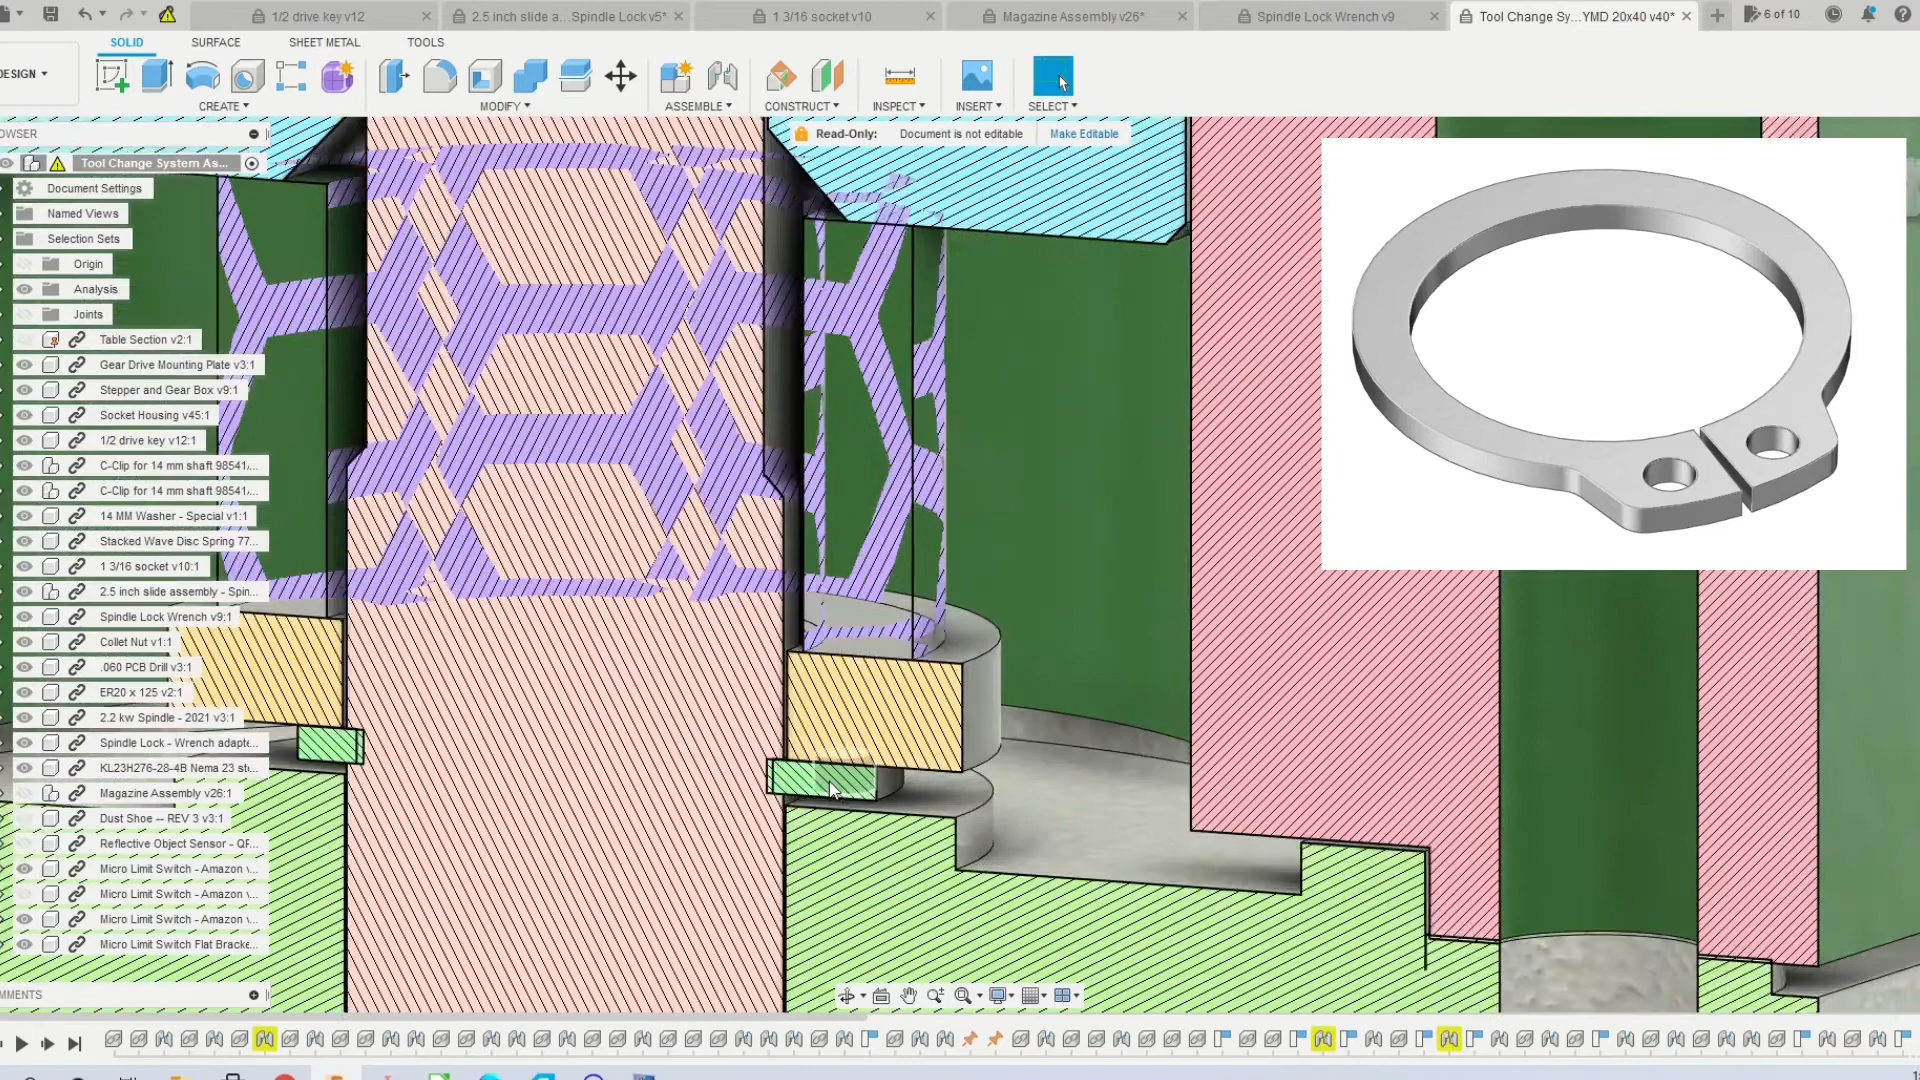 1/2 drive key v12
2.5 inch slide a... Spindle Lock v5*
1 3/16 socket v10
Magazine Assembly v26*
Spindle Lock Wrench v9
Tool Change Sy...YMD 20x40 v40*
6 of 10
SOLID
SURFACE
SHEET METAL
TOOLS
DESIGN
CREATE
MODIFY
ASSEMBLE
CONSTRUCT
INSPECT
INSERT
SELECT
OWSER
Read-Only:
Document is not editable
Make Editable
Tool Change System As...
Document Settings
Named Views
Selection Sets
Origin
Analysis
Joints
Table Section v2:1
Gear Drive Mounting Plate v3:1
Stepper and Gear Box v9:1
Socket Housing v45:1
1/2 drive key v12:1
C-Clip for 14 mm shaft 98541...
C-Clip for 14 mm shaft 98541...
14 MM Washer - Special v1:1
Stacked Wave Disc Spring 77...
1 3/16 socket v10:1
2.5 inch slide assembly - Spin...
Spindle Lock Wrench v9:1
Collet Nut v1:1
.060 PCB Drill v3:1
ER20 x 125 v2:1
2.2 kw Spindle - 2021 v3:1
Spindle Lock - Wrench adapte...
KL23H276-28-4B Nema 23 st...
Magazine Assembly v26:1
Dust Shoe -- REV 3 v3:1
Reflective Object Sensor - QF...
Micro Limit Switch - Amazon v...
Micro Limit Switch - Amazon v...
Micro Limit Switch - Amazon v...
Micro Limit Switch Flat Bracke...
MMENTS